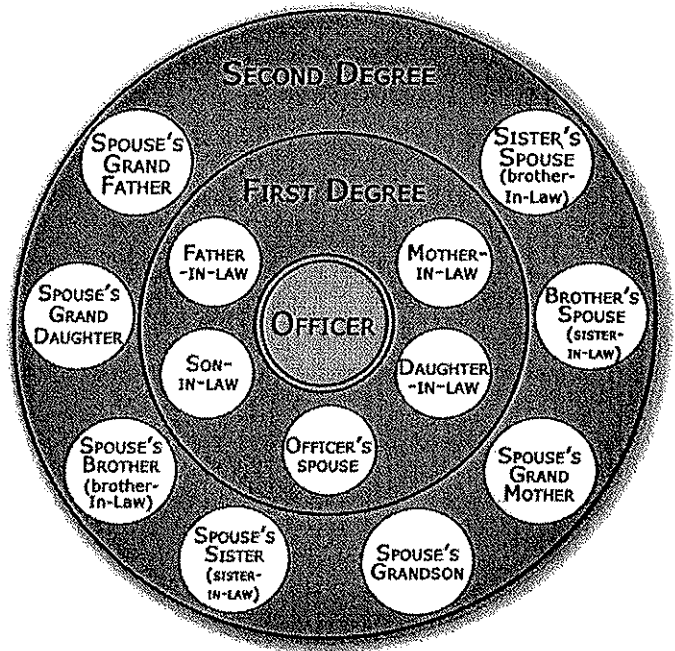 SECOND DEGREE
SPOUSE'S
GRAND
FATHER
SISTER'S
SPOUSE
(brother-
In-Law)
FIRST DEGREE
FATHER
-IN-LAW
MOTHER-
IN-LAW
SPOUSE'S
GRAND
DAUGHTER
OFFICER
BROTHER'S
SPOUSE
(SISTER-
IN-LAW)
SON-
IN-LAW
DAUGHTER
-IN-LAW
SPOUSE'S
BROTHER
(brother-
In-Law)
OFFICER'S
SPOUSE
SPOUSE'S
GRAND
MOTHER
SPOUSE'S
SISTER
(SISTER-
IN-LAW)
SPOUSE'S
GRANDSON